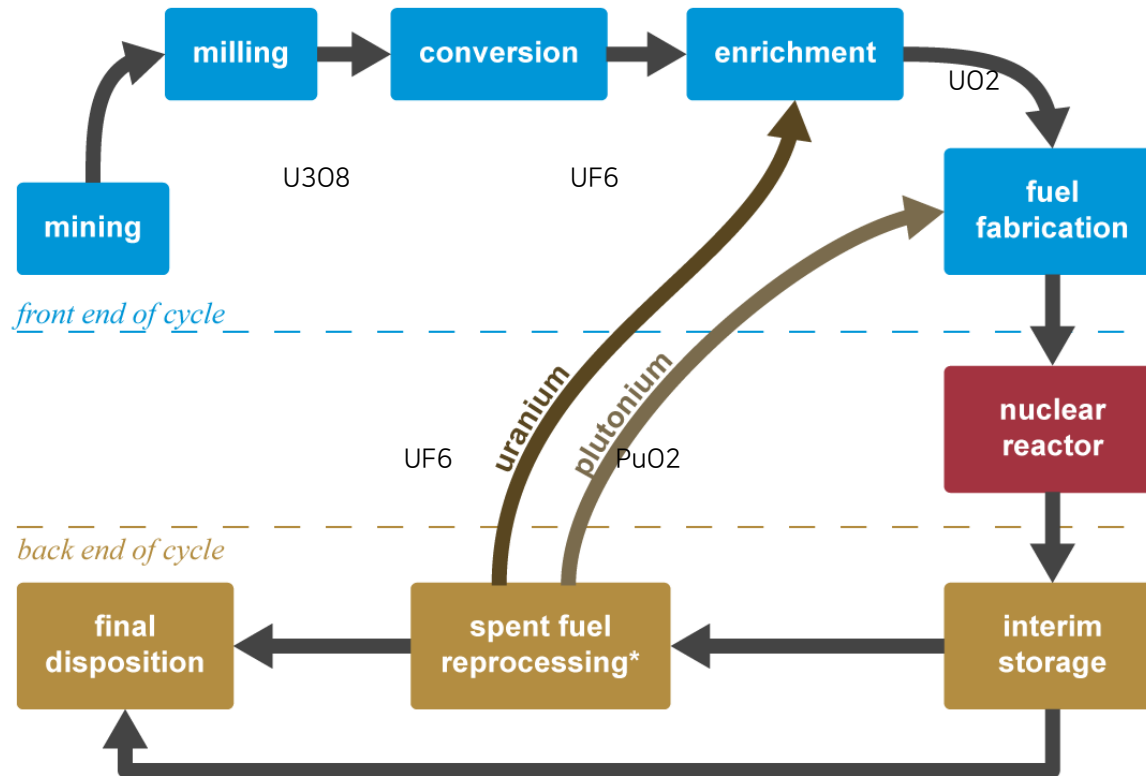 milling
conversion
enrichment
UO2
U3O8
UF6
mining
fuel
fabrication
front end of cycle
uranium
plutonium
nuclear
reactor
UF6
PuO2
back end of cycle
final
disposition
spent fuel
reprocessing*
interim
storage